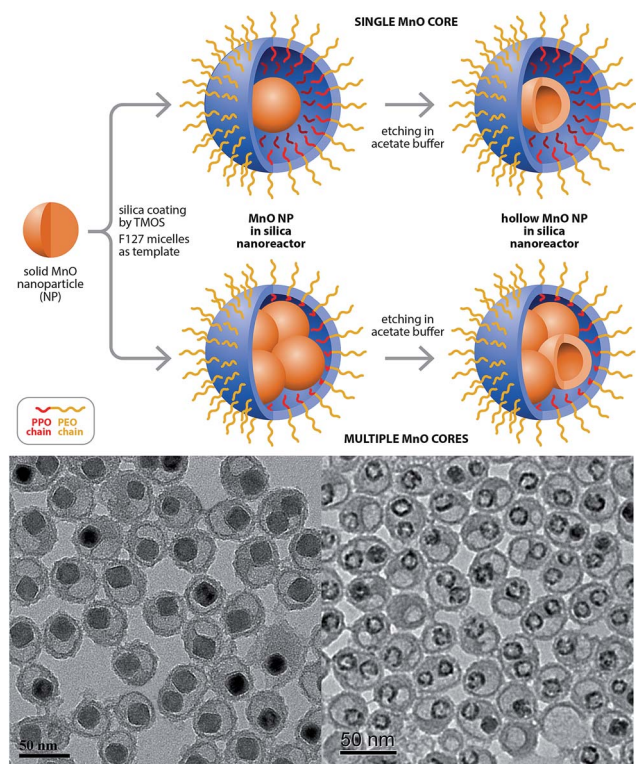 SINGLE MnO CORE
etching in
acetate buffer
silica coating
by TMOS
F127 micelles
as template
MnO NP
in silica
nanoreactor
hollow MnO NP
in silica
nanoreactor
solid MnO
nanoparticle
(NP)
etching in
acetate buffer
PPO PEO
chain chain
MULTIPLE MnO CORES
50 nm
50 nm